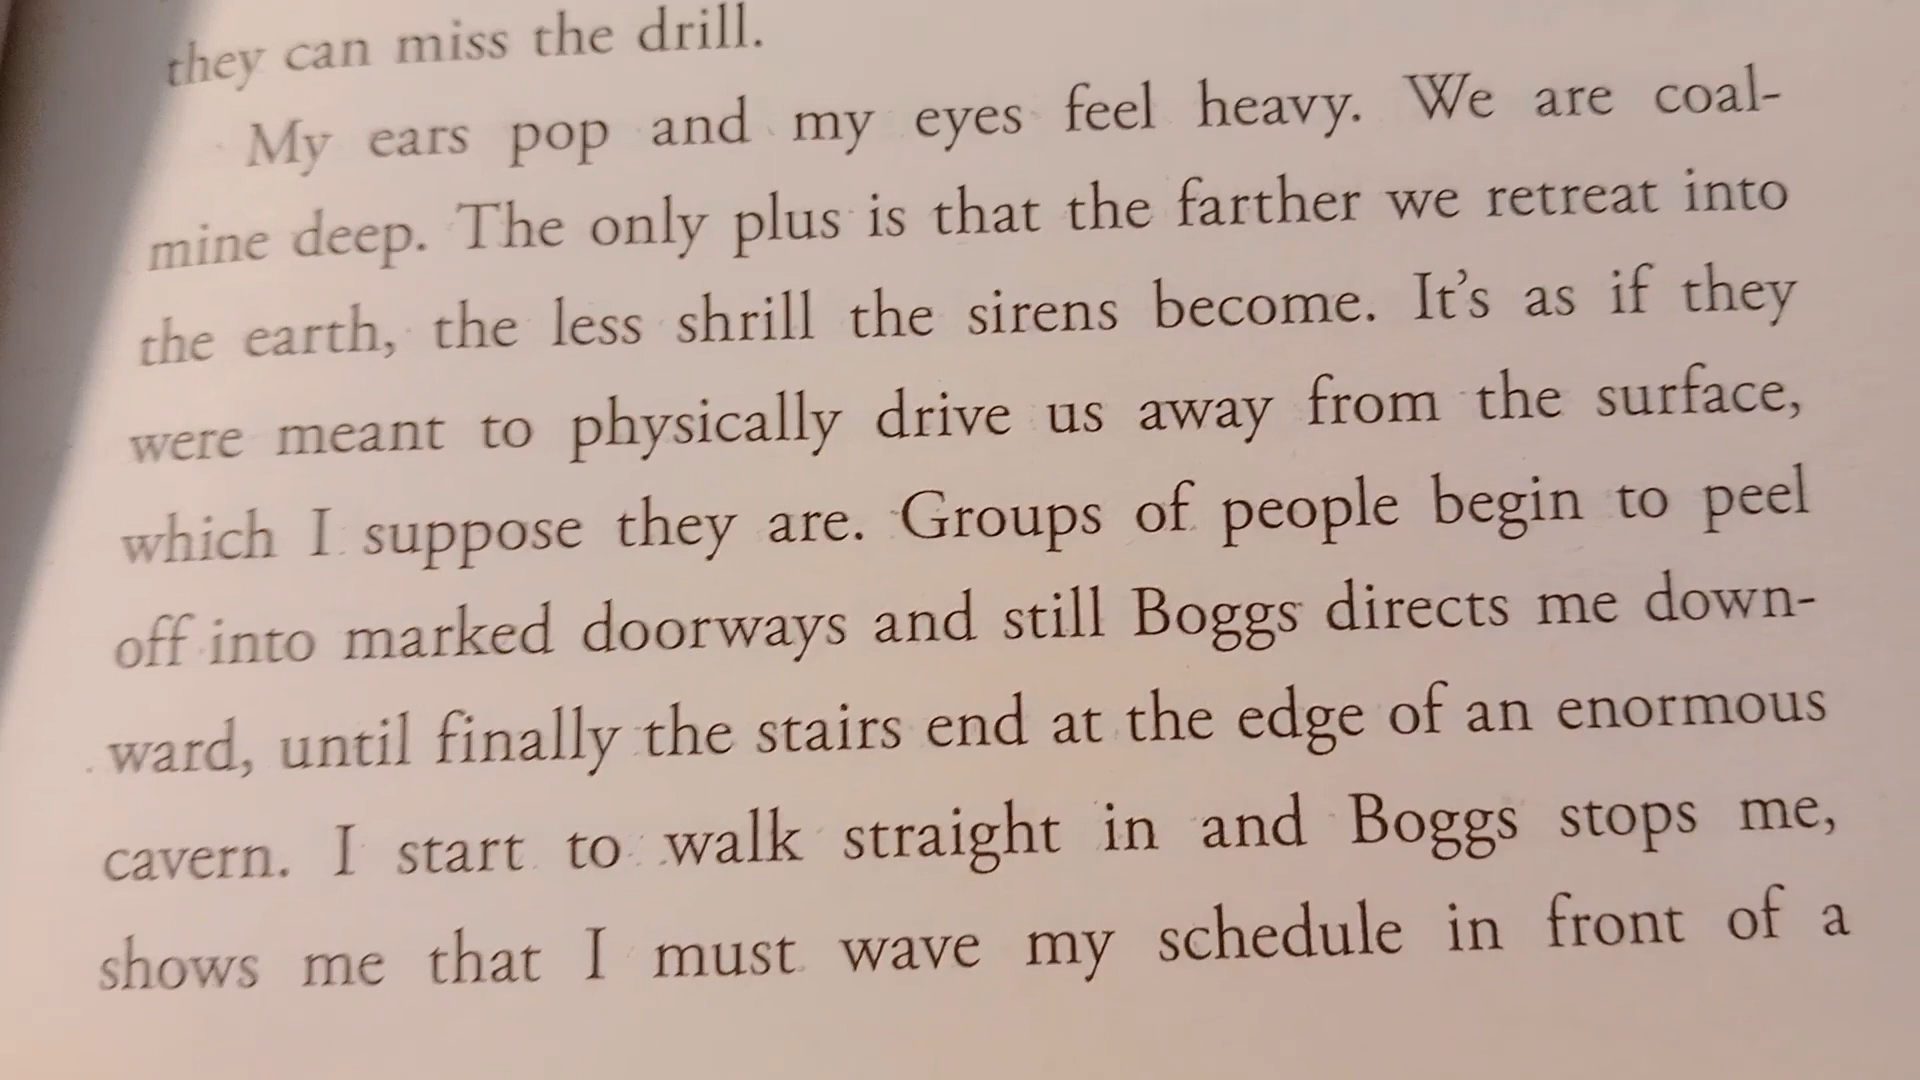 they can miss the drill.
My ears pop and my eyes feel heavy. We are coal-
mine deep. The only plus is that the farther we retreat into
the earth, the less shrill the sirens become. It’s as if they
were meant to physically drive us away from the surface,
which I suppose they are. Groups of people begin to peel
off into marked doorways and still Boggs directs me down-
ward, until finally the stairs end at the edge of an enormous
cavern. I start to walk straight in and Boggs stops me,
shows me that I must wave my schedule in front of a